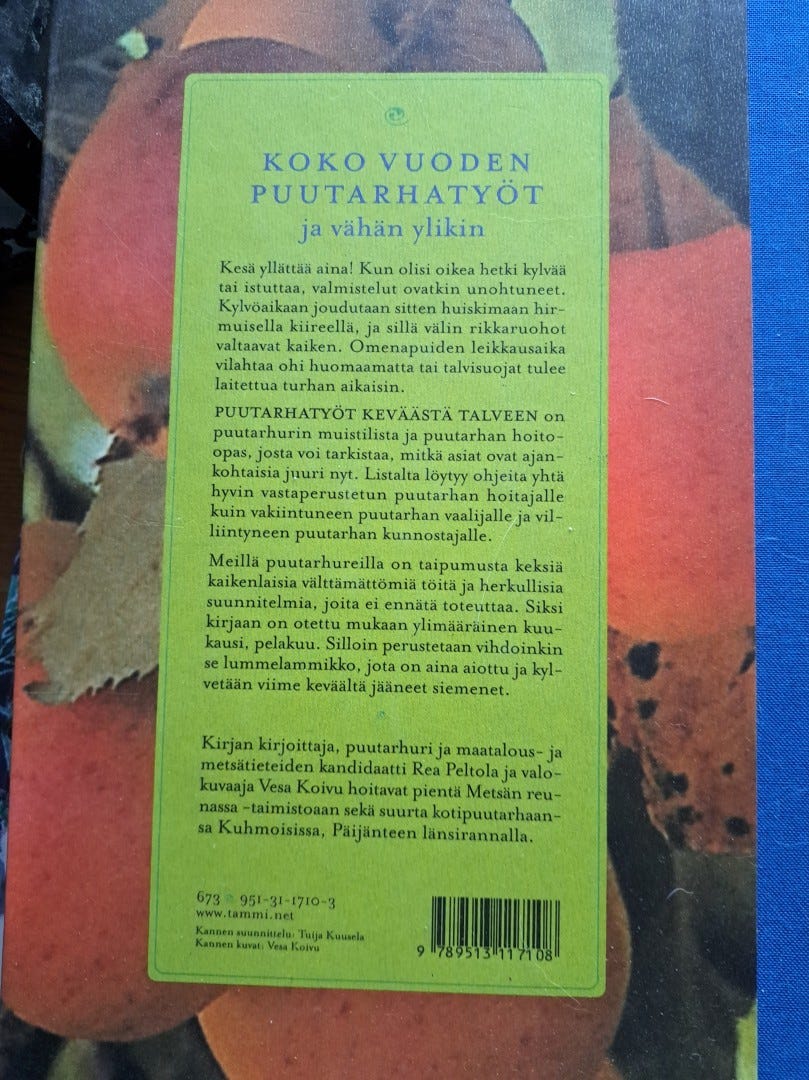 KOKO VUODEN
PUUTARHATYÖT
ja vähän ylikin
Kesä yllättää aina! Kun olisi oikea hetki kylvää
tai istuttaa, valmistelut ovatkin unohtuneet.
Kylvöaikaan joudutaan sitten huiskimaan hir-
muisella kiireellä, ja sillä välin rikkaruohot
valtaavat kaiken. Omenapuiden leikkausaika
vilahtaa ohi huomaamatta tai talvisuojat tulee
laitettua turhan aikaisin.
PUUTARHATYÖT KEVÄÄSTÄ TALVEEN on
puutarhurin muistilista ja puutarhan hoito-
opas, josta voi tarkistaa, mitkä asiat ovat ajan-
kohtaisia juuri nyt. Listalta löytyy ohjeita yhtä
hyvin vastaperustetun puutarhan hoitajalle
kuin vakiintuneen puutarhan vaalijalle ja vil-
liintyneen puutarhan kunnostajalle.
Meillä puutarhureilla on taipumusta keksiä
kaikenlaisia välttämättömiä töitä ja herkullisia
suunnitelmia, joita ei ennätä toteuttaa. Siksi
kirjaan on otettu mukaan ylimääräinen kuu-
kausi, pelakuu. Silloin perustetaan vihdoinkin
se lummelammikko, jota on aina aiottu ja kyl-
vetään viime keväältä jääneet siemenet.
Kirjan kirjoittaja, puutarhuri ja maatalous- ja
metsätieteiden kandidaatti Rea Peltola ja valo-
kuvaaja Vesa Koivu hoitavat pientä Metsän reu-
nassa -taimistoaan sekä suurta kotipuutarhaan-
sa Kuhmoisissa, Päijänteen länsirannalla.
673 951-31-1710-3
www.tammi.net
Kannen suunnittelu: Tuija Kuusela
Kannen kuvat: Vesa Koivu
9 789513 117108